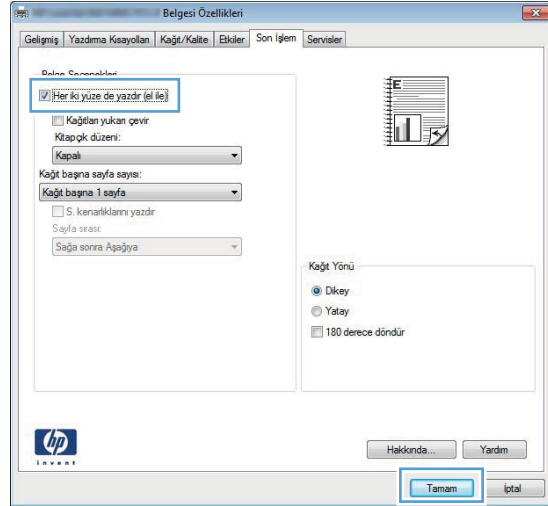 Belgesi Özellikleri
Gelişmiş Yazdırma Kısayolları Kağıt/Kalite Etkiler Son İşlem Servisler
Belge Seçenekleri
Her iki yüze de yazdır (el ile)
Kağıtları yukarı çevir
Kitapçık düzeni:
Kapalı
Kağıt başına sayfa sayısı:
Kağıt başına 1 sayfa
S. kenarlıklarını yazdır
Sayfa sırası:
Sağa sonra Aşağıya
E
Kağıt Yönü
Dikey
Yatay
180 derece döndür
hp
invent
Hakkında... Yardım
Tamam İptal